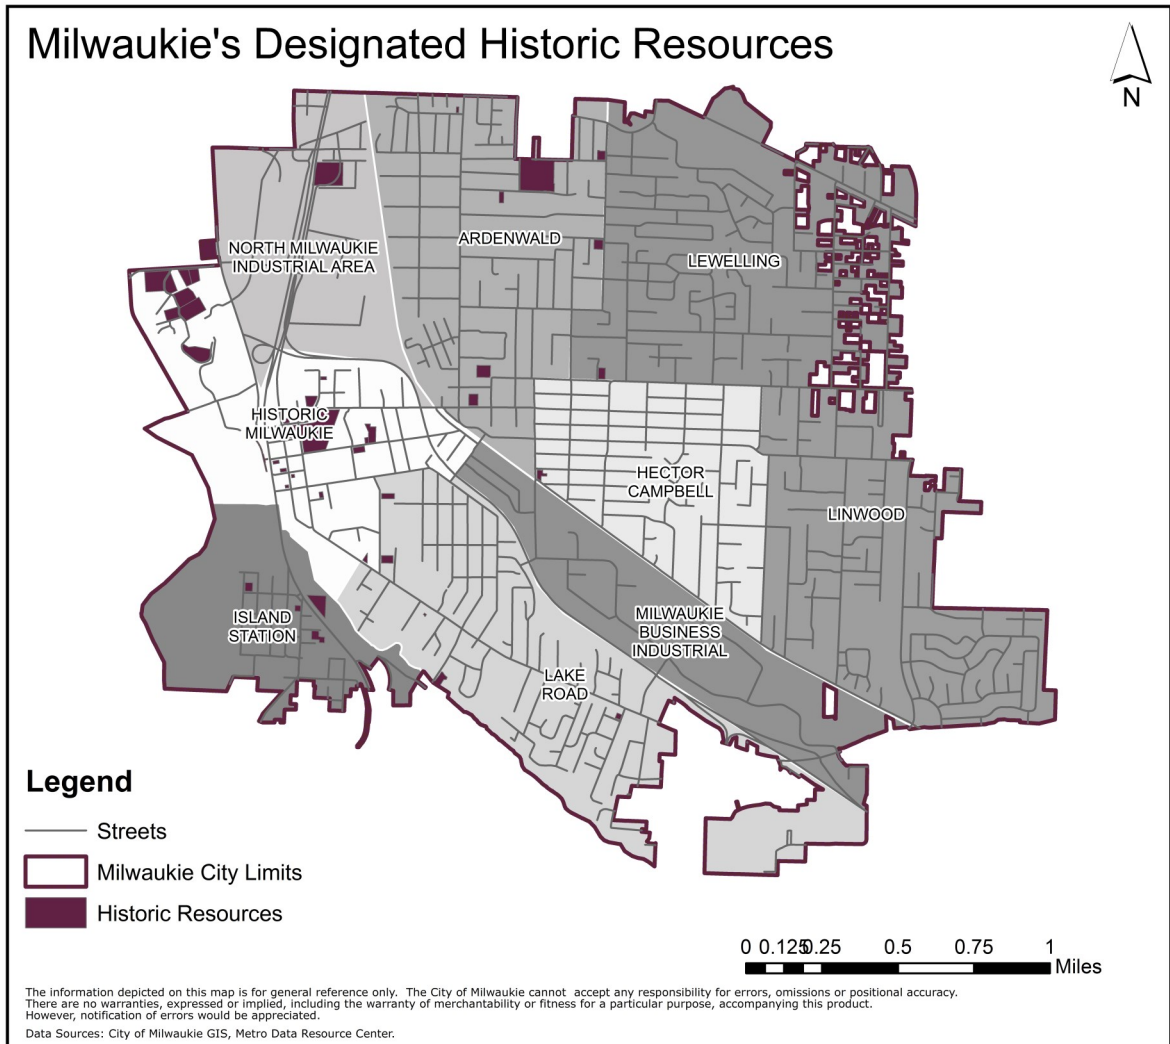 Milwaukie's Designated Historic Resources
N
NORTH MILWAUKIE
INDUSTRIAL AREA
ARDENWALD
LEWELLING
HISTORIC
MILWAUKIE
HECTOR
CAMPBELL
LINWOOD
ISLAND
STATION
MILWAUKIE
BUSINESS
INDUSTRIAL
LAKE
ROAD
Legend
Streets
Milwaukie City Limits
Historic Resources
0 0.125 0.25 0.5 0.75 1
Miles
The information depicted on this map is for general reference only. The City of Milwaukie cannot accept any responsibility for errors, omissions or positional accuracy.
There are no warranties, expressed or implied, including the warranty of merchantability or fitness for a particular purpose, accompanying this product.
However, notification of errors would be appreciated.
Data Sources: City of Milwaukie GIS, Metro Data Resource Center.